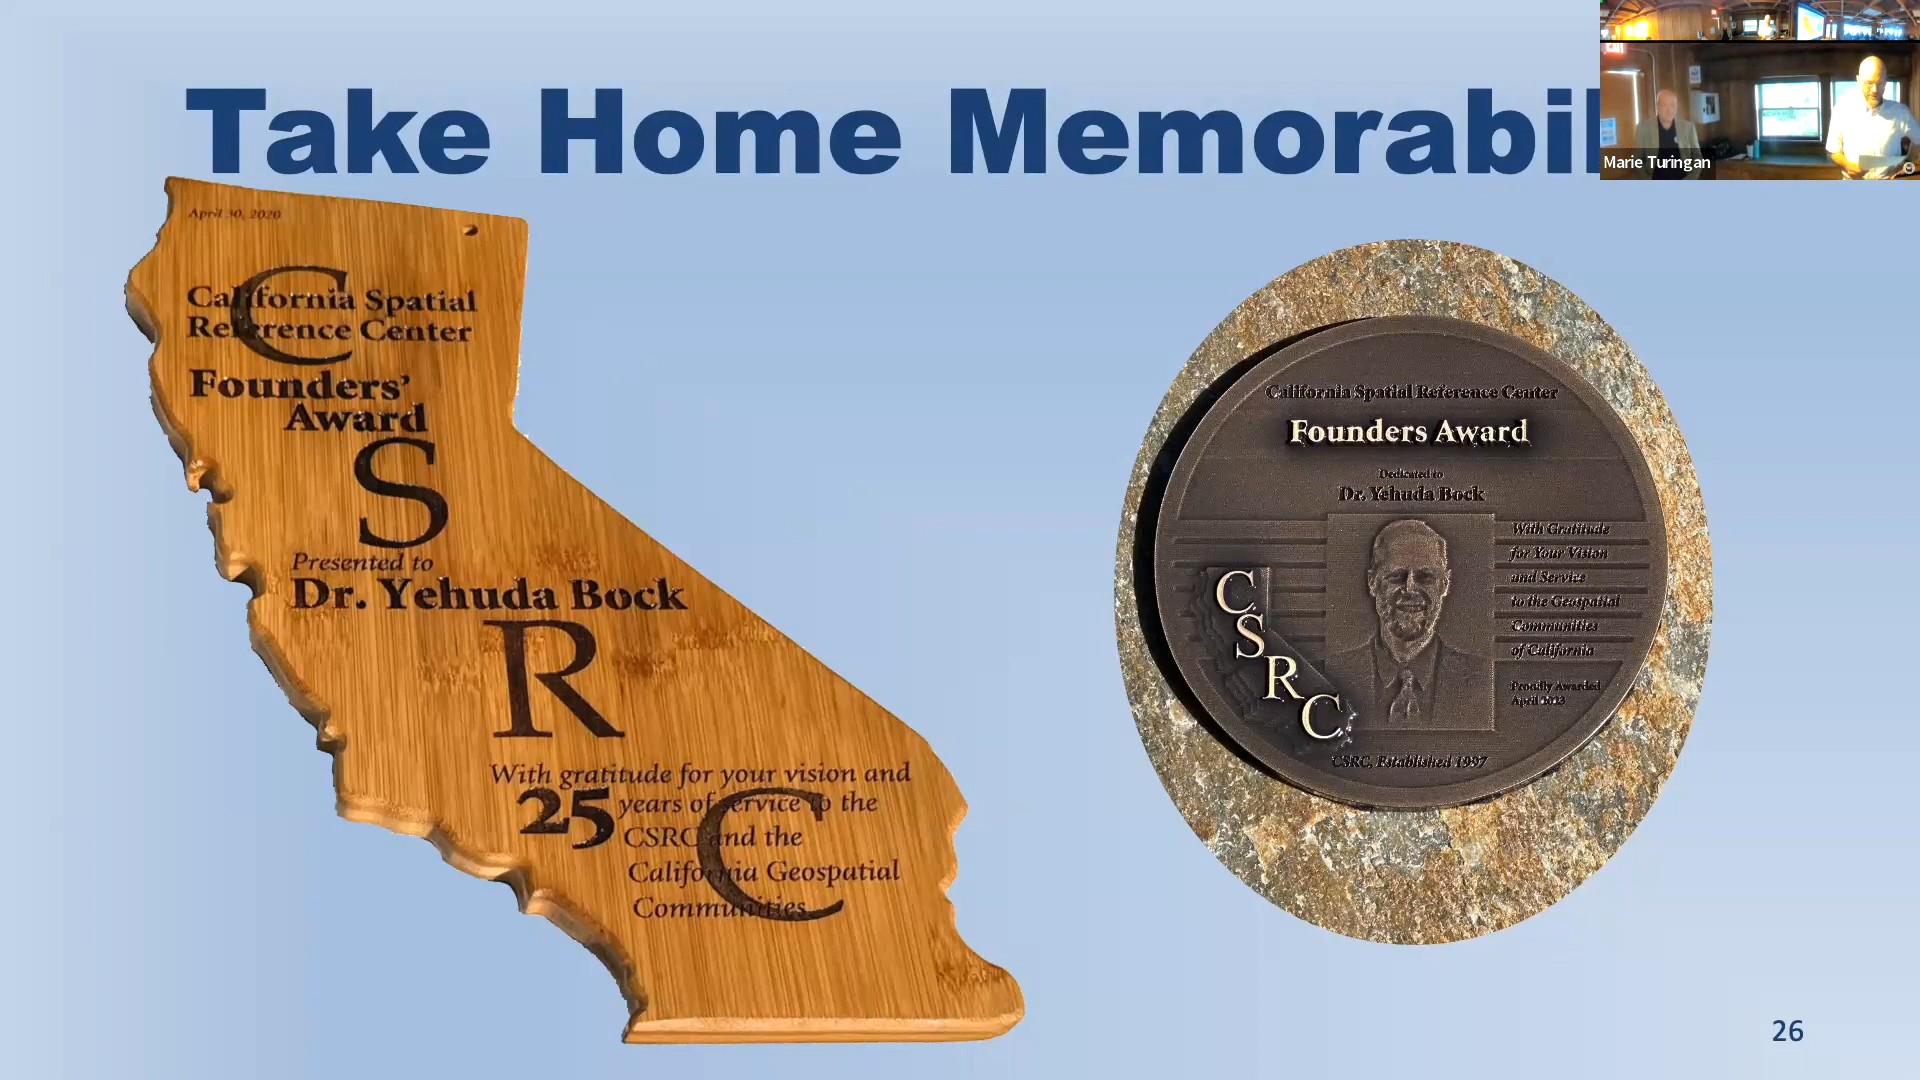 Take Home Memorabil
Marie Turingan
April 30, 2020
California Spatial
Reference Center
Founders'
Award
C
S
R
C
Presented to
Dr. Yehuda Bock
With gratitude for your vision and
25 years of service to the
CSRC and the
California Geospatial
Communities
California Spatial Reference Center
Founders Award
Dedicated to
Dr. Yehuda Bock
With Gratitude
for Your Vision
and Service
to the Geospatial
Communities
of California
Proudly Awarded
April 2023
C
S
R
C
CSRC, Established 1997
26